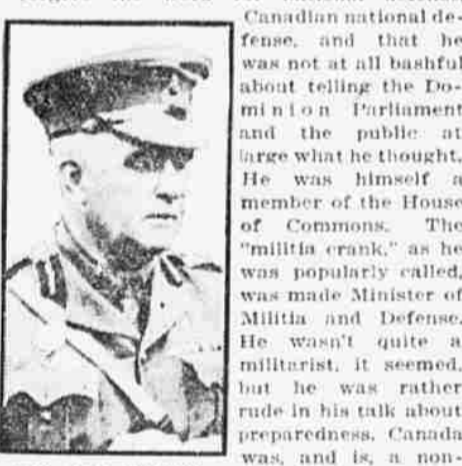 Canadian national de-
fense, and that he
was not at all bashful
about telling the Do-
minion Parliament
and the public at
large what he thought.
He was himself a
member of the House
of Commons. The
"militia crank," as he
was popularly called,
was made Minister of
Militia and Defense.
He wasn't quite a
militarist, it seemed,
but he was rather
rude in his talk about
preparedness. Canada
was, and is, a non-